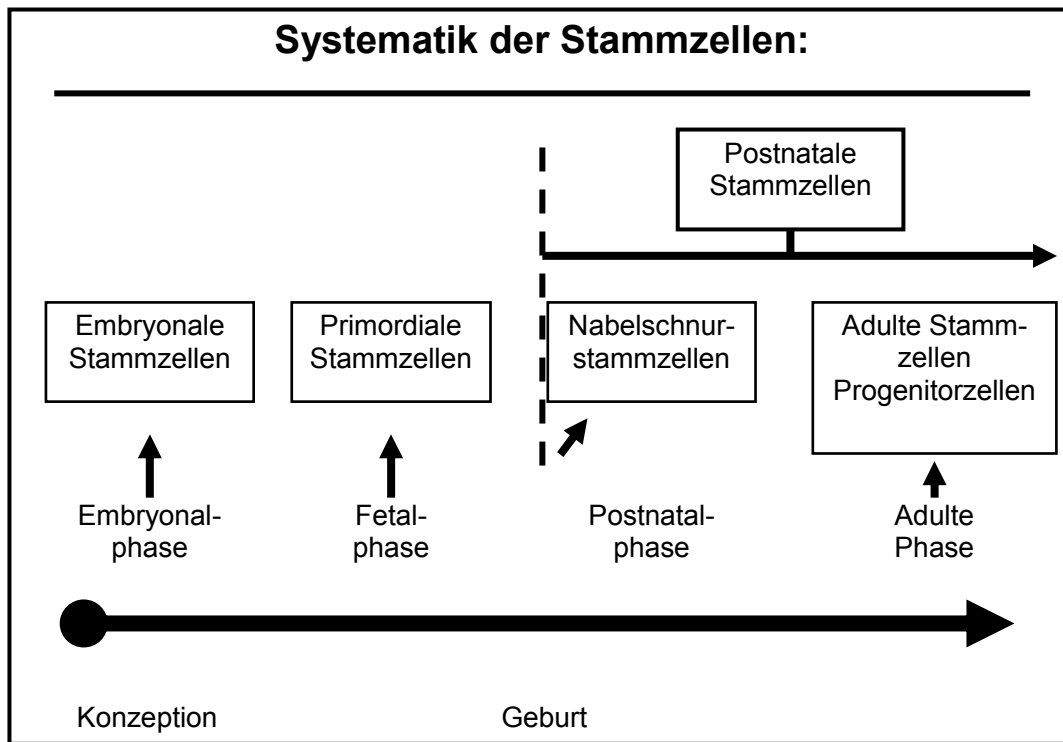 Systematik der Stammzellen:
Postnatale
Stammzellen
Embryonale
Stammzellen
Primordiale
Stammzellen
Nabelschnur-
stammzellen
Adulte Stamm-
zellen
Progenitorzellen
Embryonal-
phase
Fetal-
phase
Postnatal-
phase
Adulte
Phase
Konzeption
Geburt